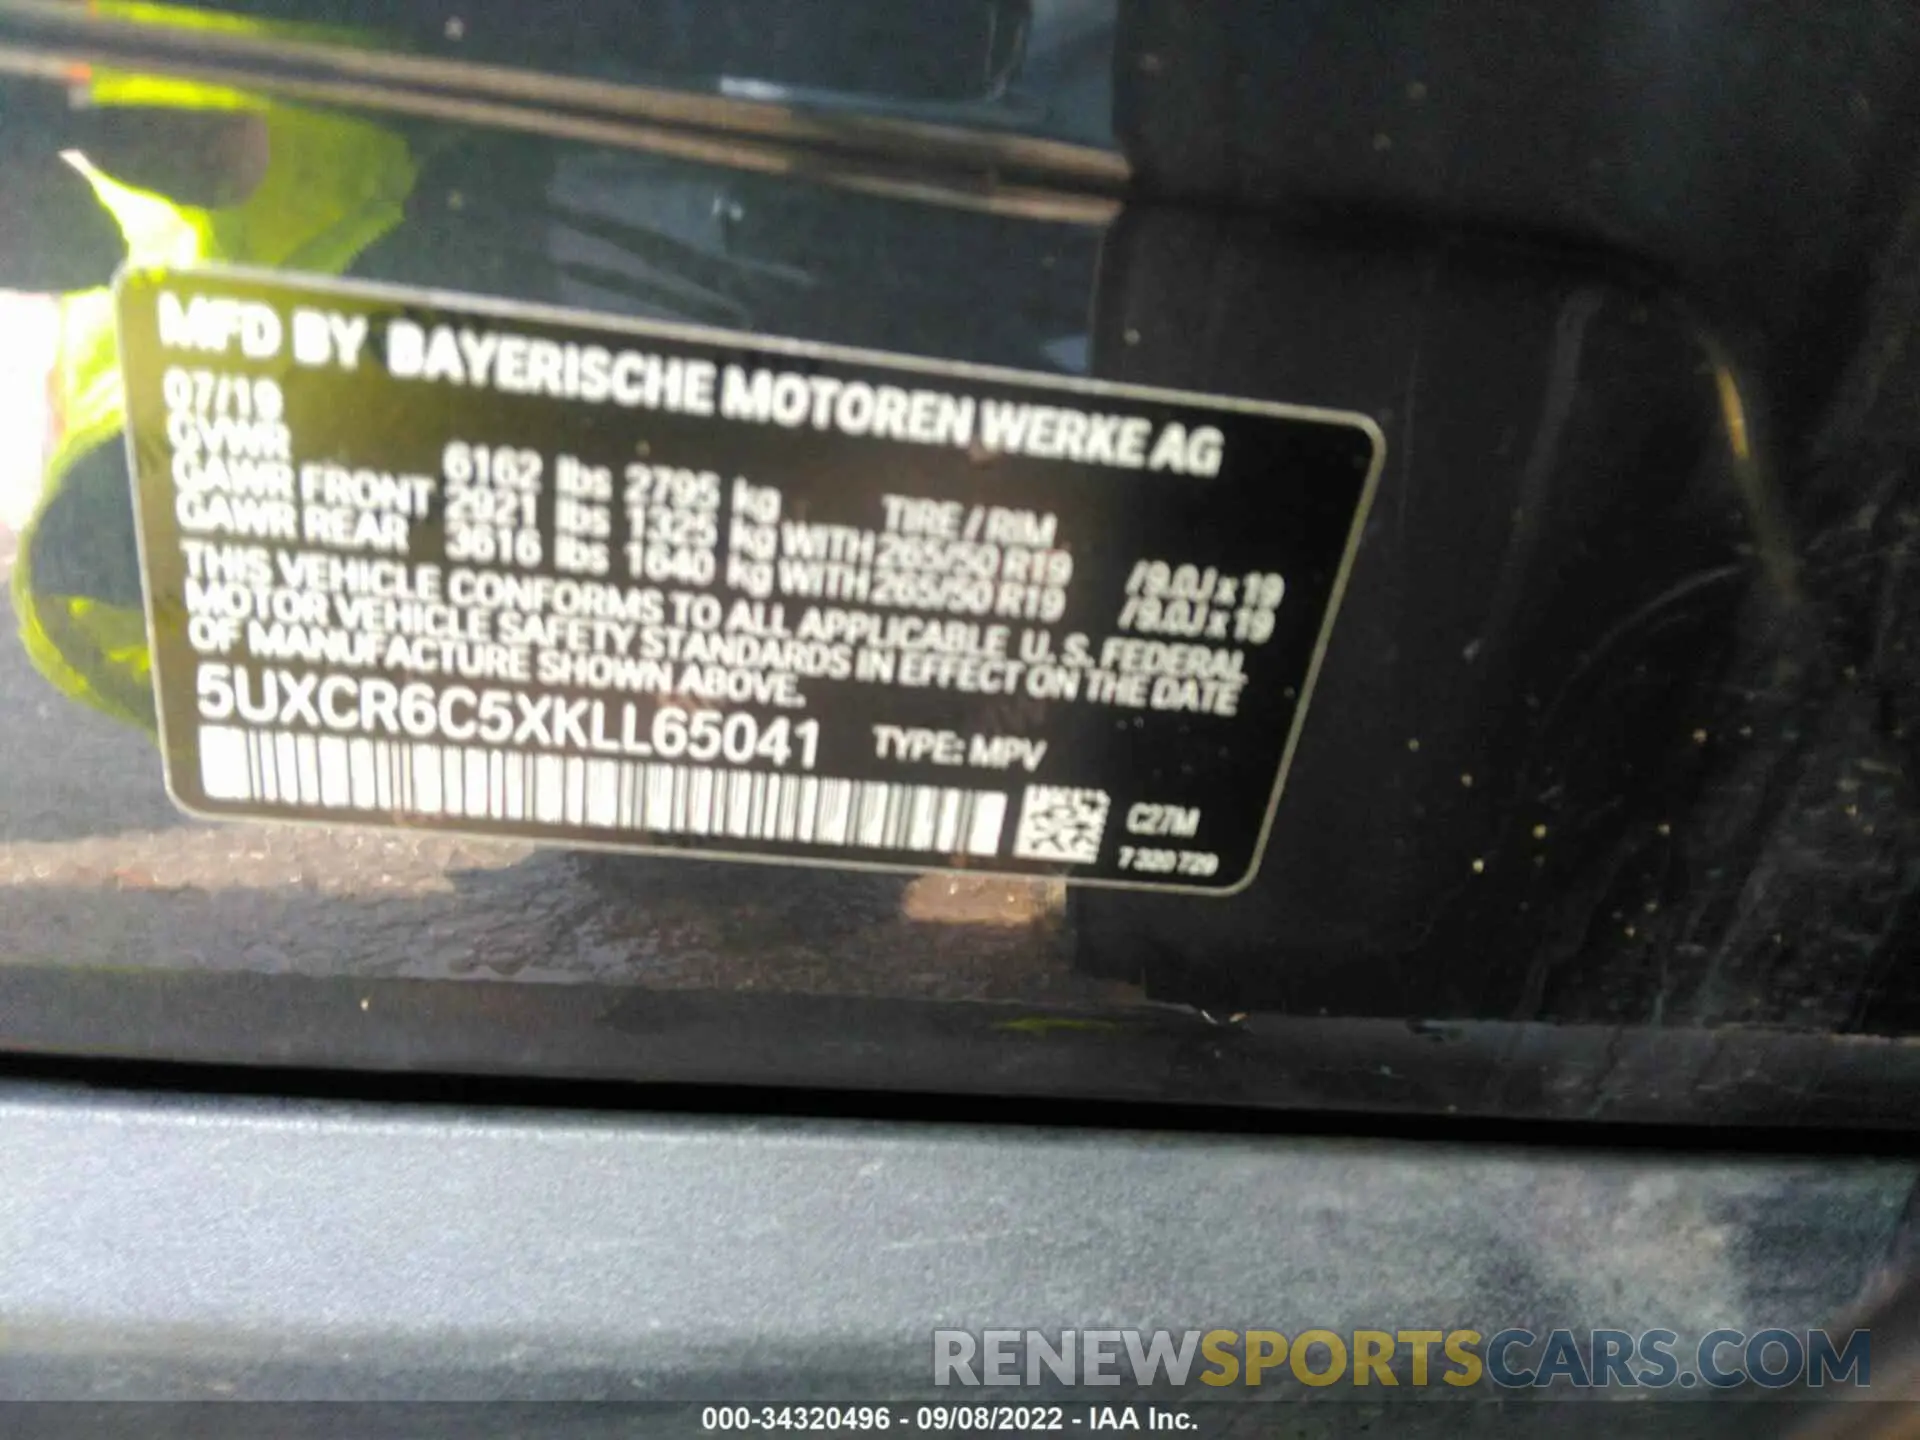 MFD BY BAYERISCHE MOTOREN WERKE AG
07/19
GVWR 6162 lbs 2795 kg TIRE / RIM
GAWR FRONT 2921 lbs 1325 kg WITH 265/50 R19 /9.0J x 19
GAWR REAR 3616 lbs 1640 kg WITH 265/50 R19 /9.0J x 19
THIS VEHICLE CONFORMS TO ALL APPLICABLE U.S. FEDERAL
MOTOR VEHICLE SAFETY STANDARDS IN EFFECT ON THE DATE
OF MANUFACTURE SHOWN ABOVE.
5UXCR6C5XKLL65041 TYPE: MPV
C27M
7 320 729
RENEWSPORTSCARS.COM
000-34320496 - 09/08/2022 - IAA Inc.